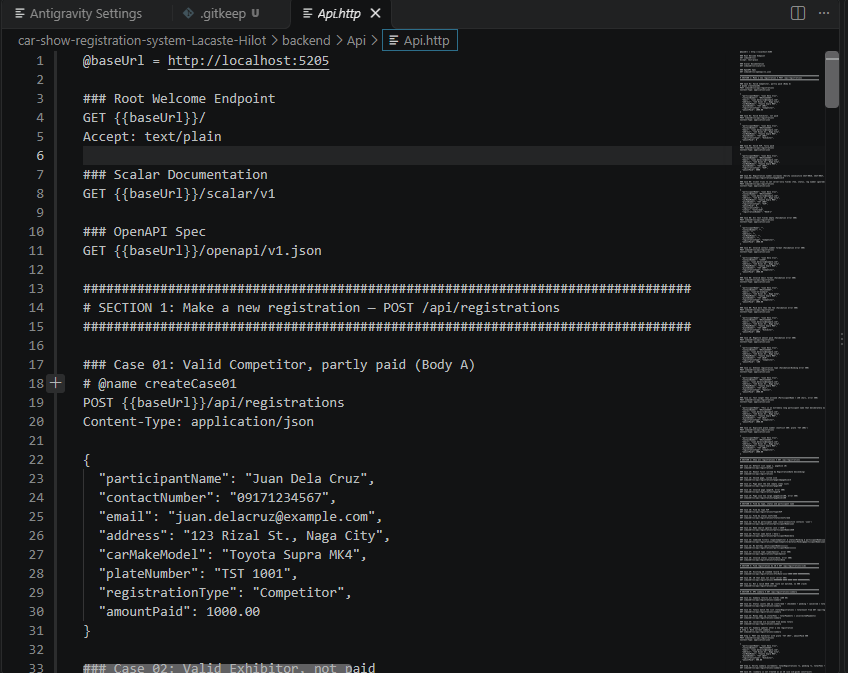 Antigravity Settings
.gitkeep U
Api.http
car-show-registration-system-Lacaste-Hilot > backend > Api > Api.http
1 @baseUrl = http://localhost:5205
2
3 ### Root Welcome Endpoint
4 GET {{baseUrl}}/
5 Accept: text/plain
6
7 ### Scalar Documentation
8 GET {{baseUrl}}/scalar/v1
9
10 ### OpenAPI Spec
11 GET {{baseUrl}}/openapi/v1.json
12
13 ###############################################################################
14 # SECTION 1: Make a new registration — POST /api/registrations
15 ###############################################################################
16
17 ### Case 01: Valid Competitor, partly paid (Body A)
18 # @name createCase01
19 POST {{baseUrl}}/api/registrations
20 Content-Type: application/json
21
22 {
23 "participantName": "Juan Dela Cruz",
24 "contactNumber": "09171234567",
25 "email": "juan.delacruz@example.com",
26 "address": "123 Rizal St., Naga City",
27 "carMakeModel": "Toyota Supra MK4",
28 "plateNumber": "TST 1001",
29 "registrationType": "Competitor",
30 "amountPaid": 1000.00
31 }
32
33 ### Case 02: Valid Exhibitor, not paid